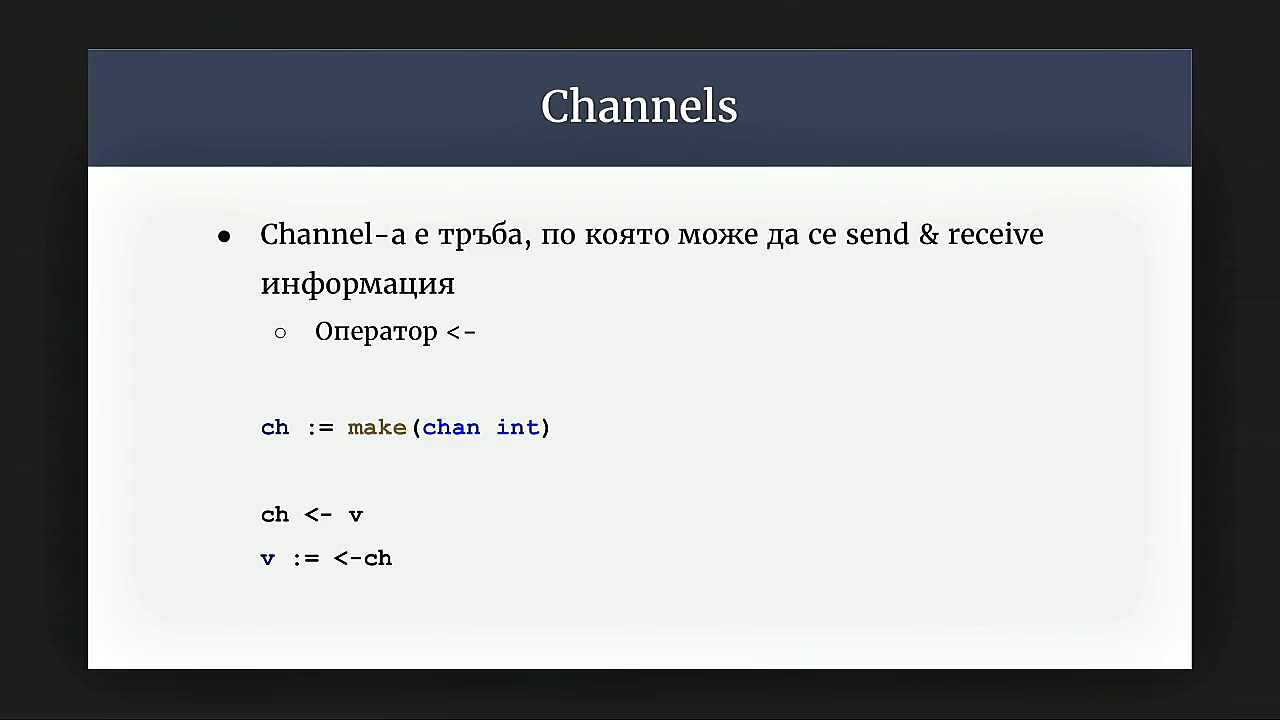 Channels
● Channel-а е тръба, по която може да се send & receive
информация
○ Оператор <-
ch := make(chan int)
ch <- v
v := <-ch